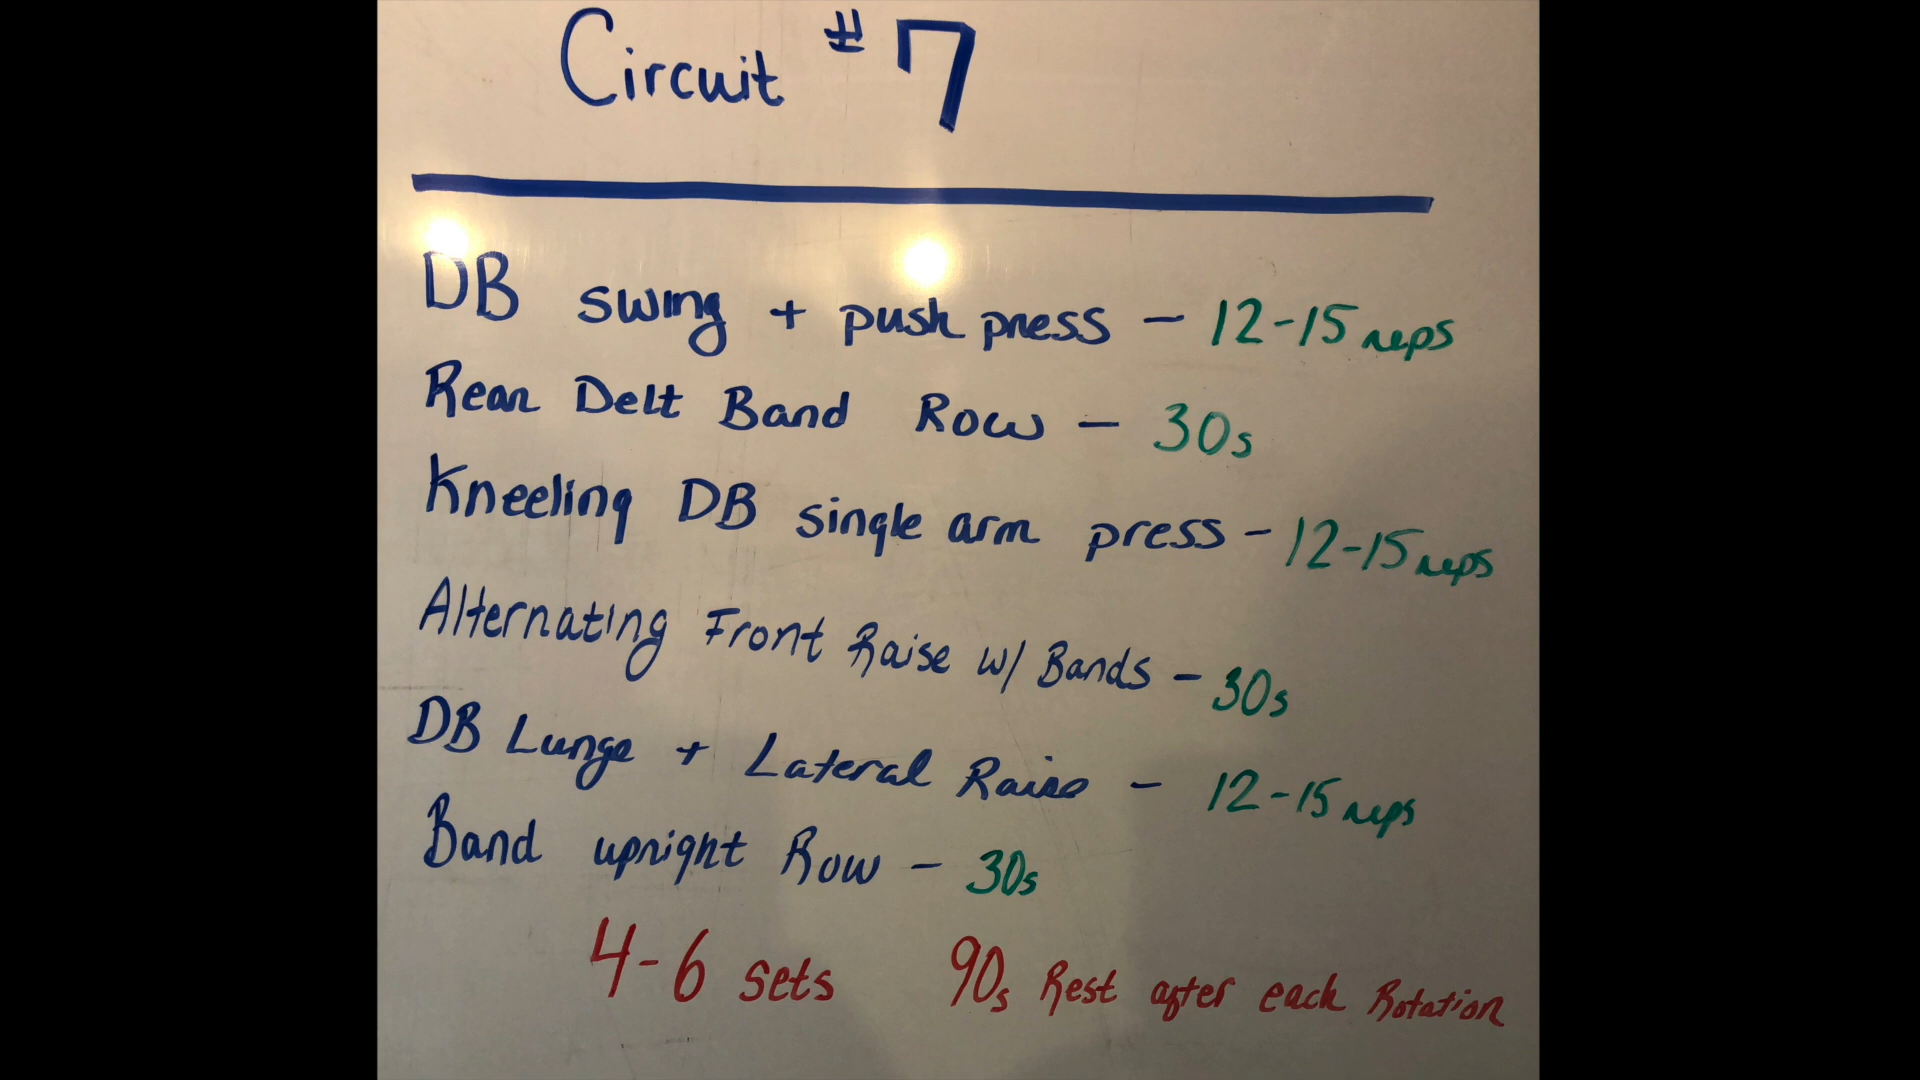 Circuit #7
DB swing + push press - 12-15 reps
Rear Delt Band Row - 30s
Kneeling DB single arm press - 12-15 reps
Alternating Front Raise w/ Bands - 30s
DB Lunge + Lateral Raise - 12-15 reps
Band upright Row - 30s
4-6 sets 90s Rest after each Rotation